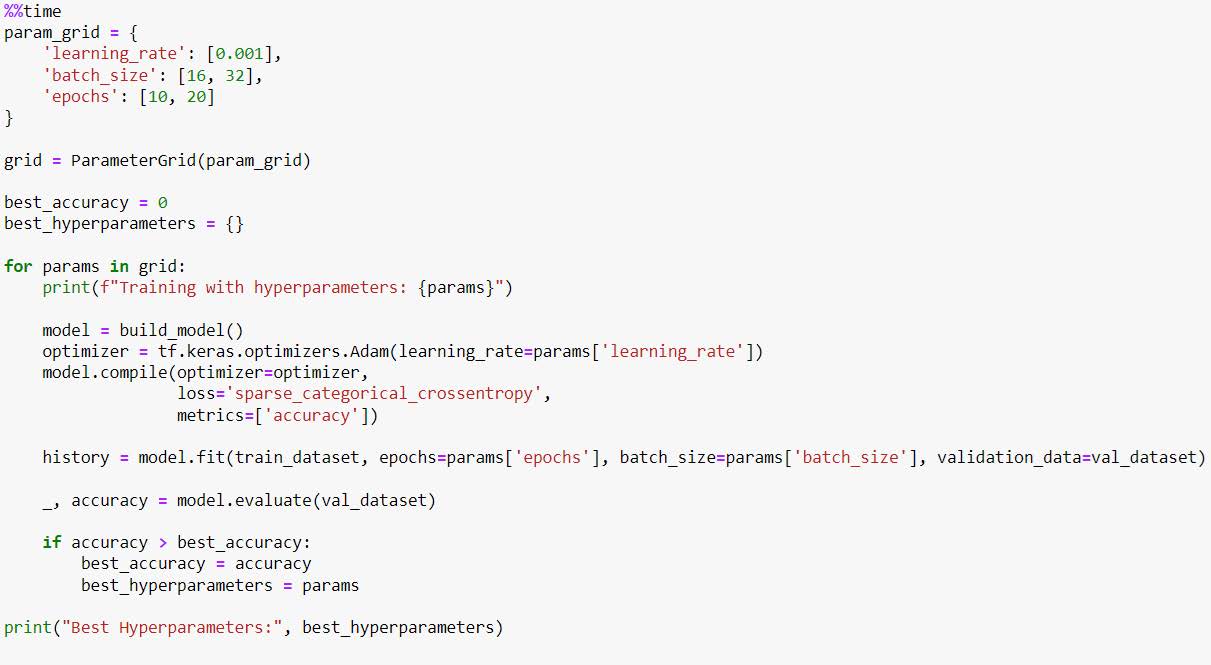 %%time
param_grid = {
    'learning_rate': [0.001],
    'batch_size': [16, 32],
    'epochs': [10, 20]
}

grid = ParameterGrid(param_grid)

best_accuracy = 0
best_hyperparameters = {}

for params in grid:
    print(f"Training with hyperparameters: {params}")

    model = build_model()
    optimizer = tf.keras.optimizers.Adam(learning_rate=params['learning_rate'])
    model.compile(optimizer=optimizer,
                  loss='sparse_categorical_crossentropy',
                  metrics=['accuracy'])

    history = model.fit(train_dataset, epochs=params['epochs'], batch_size=params['batch_size'], validation_data=val_dataset)

    _, accuracy = model.evaluate(val_dataset)

    if accuracy > best_accuracy:
        best_accuracy = accuracy
        best_hyperparameters = params

print("Best Hyperparameters:", best_hyperparameters)